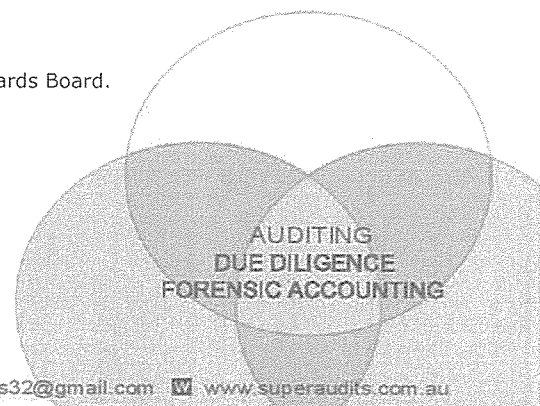 ards Board.
AUDITING
DUE DILIGENCE
FORENSIC ACCOUNTING
s32@gmail.com W www.superaudits.com.au